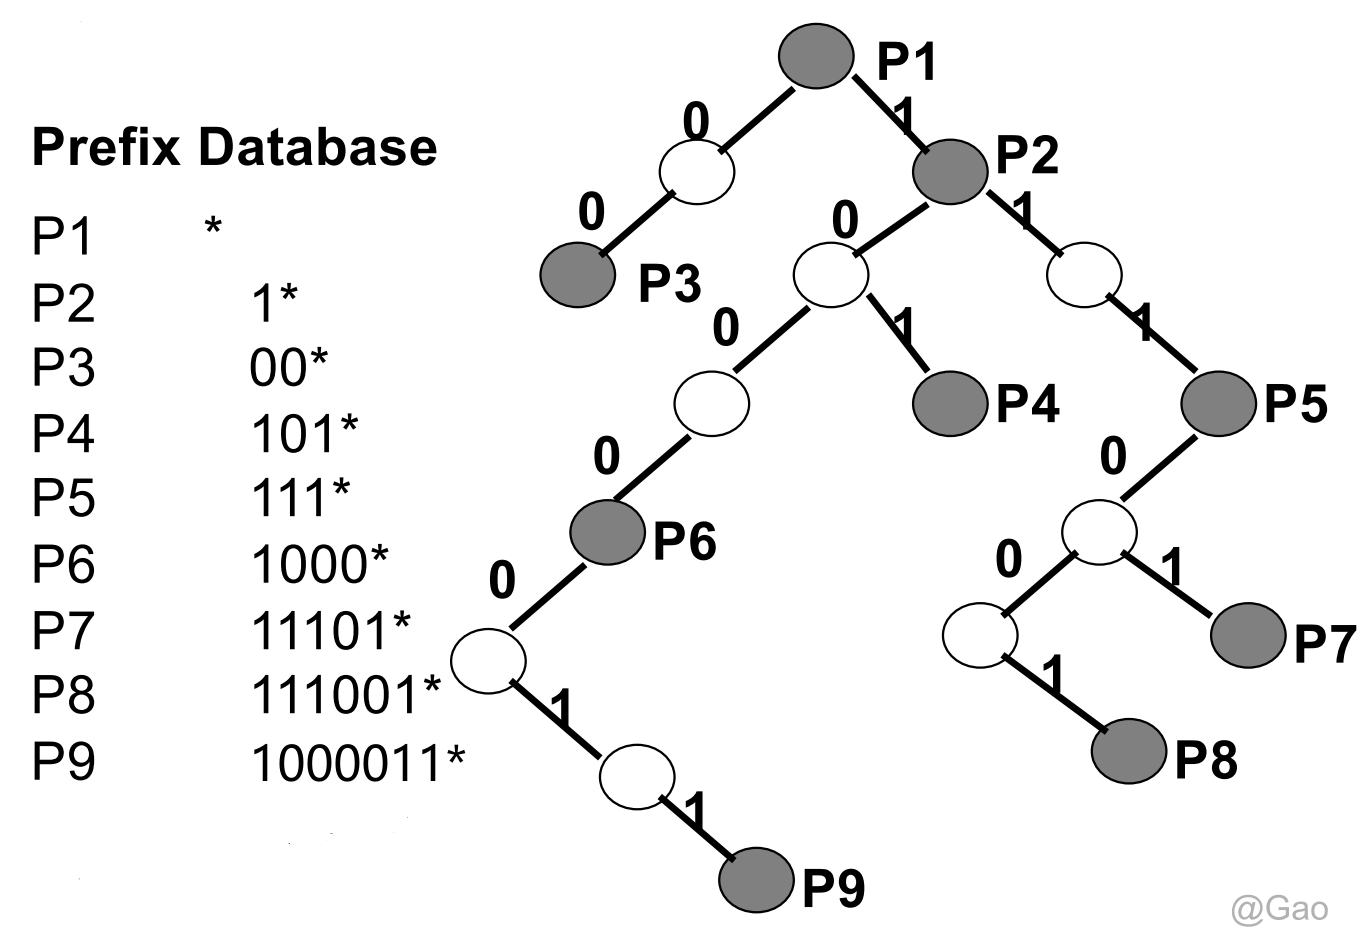 Prefix Database
P1 *
P2 1*
P3 00*
P4 101*
P5 111*
P6 1000*
P7 11101*
P8 111001*
P9 1000011*
P1
0 1
P2
0 0 1
P3
0 1 1
P4 P5
0 0
P6
0 0 1
P7
1 1
P8
1
P9
@Gao